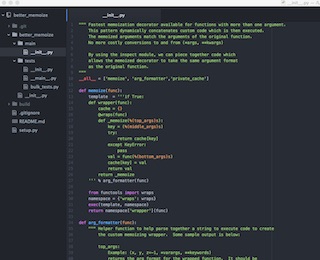 __init__.py
better_memoize
.git
better_memoize
main
__init__.py
tests
__init__.py
__main__.py
bulk_tests.py
__init__.py
build
.gitignore
README.md
setup.py
""" Fastest memoization decorator available for functions with more than one argument.
This pattern dynamically concatenates custom code which is then executed.
The memoized arguments match the arguments of the original function.
No more costly conversions to and from (*args, **kwargs)
By using the inspect module, we can piece together code which
allows the memoized decorator to take the same argument format
as the original function.
"""
__all__ = ['memoize', 'arg_formatter','private_cache']
def memoize(func):
template = '''if True:
def wrapper(func):
cache = {}
@wraps(func)
def _memoize(%(top_args)s):
key = (%(middle_args)s)
try:
return cache[key]
except KeyError:
pass
val = func(%(bottom_args)s)
cache[key] = val
return val
return _memoize
''' % arg_formatter(func)
from functools import wraps
namespace = {'wraps': wraps}
exec(template, namespace)
return namespace['wrapper'](func)
def arg_formatter(func):
""" Helper function to help parse together a string to execute code to create
the custom memoizing wrapper. Some sample output is below:
top_args:
Example: (x, y, z=-1, *varargs, **keywords)
returns the arg format for the wrapped function. It should be